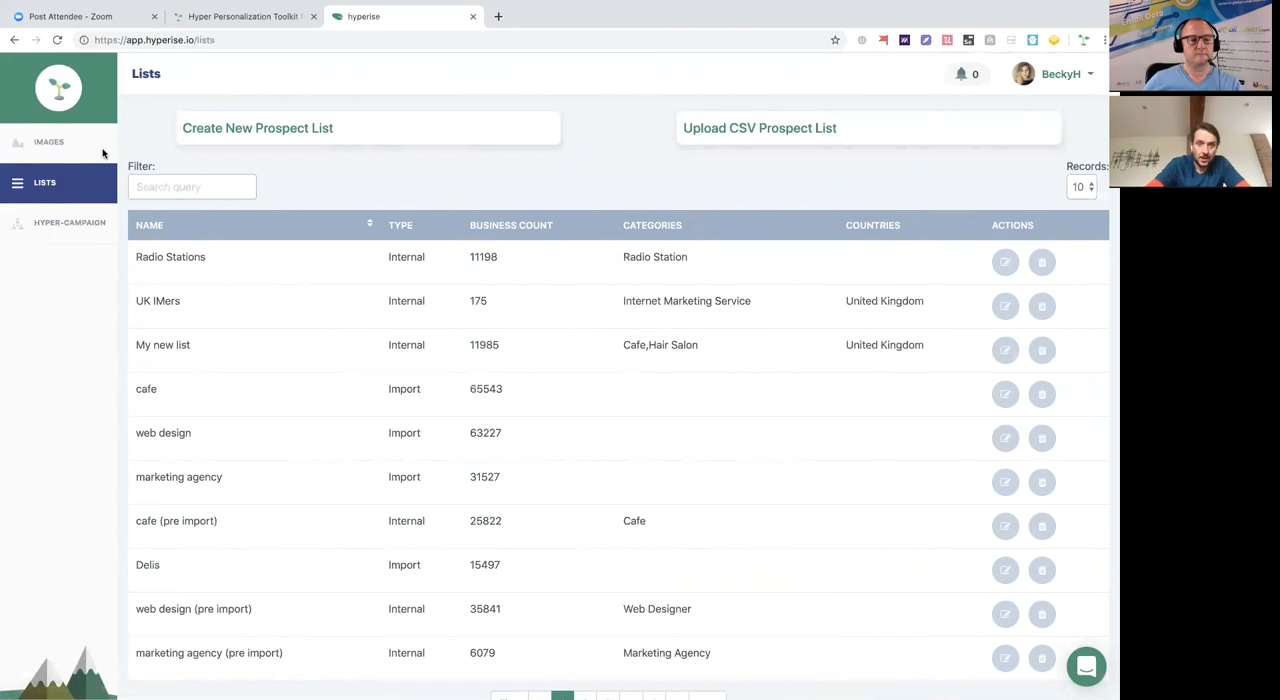 Post Attendee - Zoom
Hyper Personalization Toolkit
hyperise
https://app.hyperise.io/lists
Lists
0
BeckyH
IMAGES
LISTS
HYPER-CAMPAIGN
Create New Prospect List
Upload CSV Prospect List
Filter:
Search query
Records:
10
NAME TYPE BUSINESS COUNT CATEGORIES COUNTRIES ACTIONS
Radio Stations Internal 11198 Radio Station
UK IMers Internal 175 Internet Marketing Service United Kingdom
My new list Internal 11985 Cafe,Hair Salon United Kingdom
cafe Import 65543
web design Import 63227
marketing agency Import 31527
cafe (pre import) Internal 25822 Cafe
Delis Import 15497
web design (pre import) Internal 35841 Web Designer
marketing agency (pre import) Internal 6079 Marketing Agency
Email Data